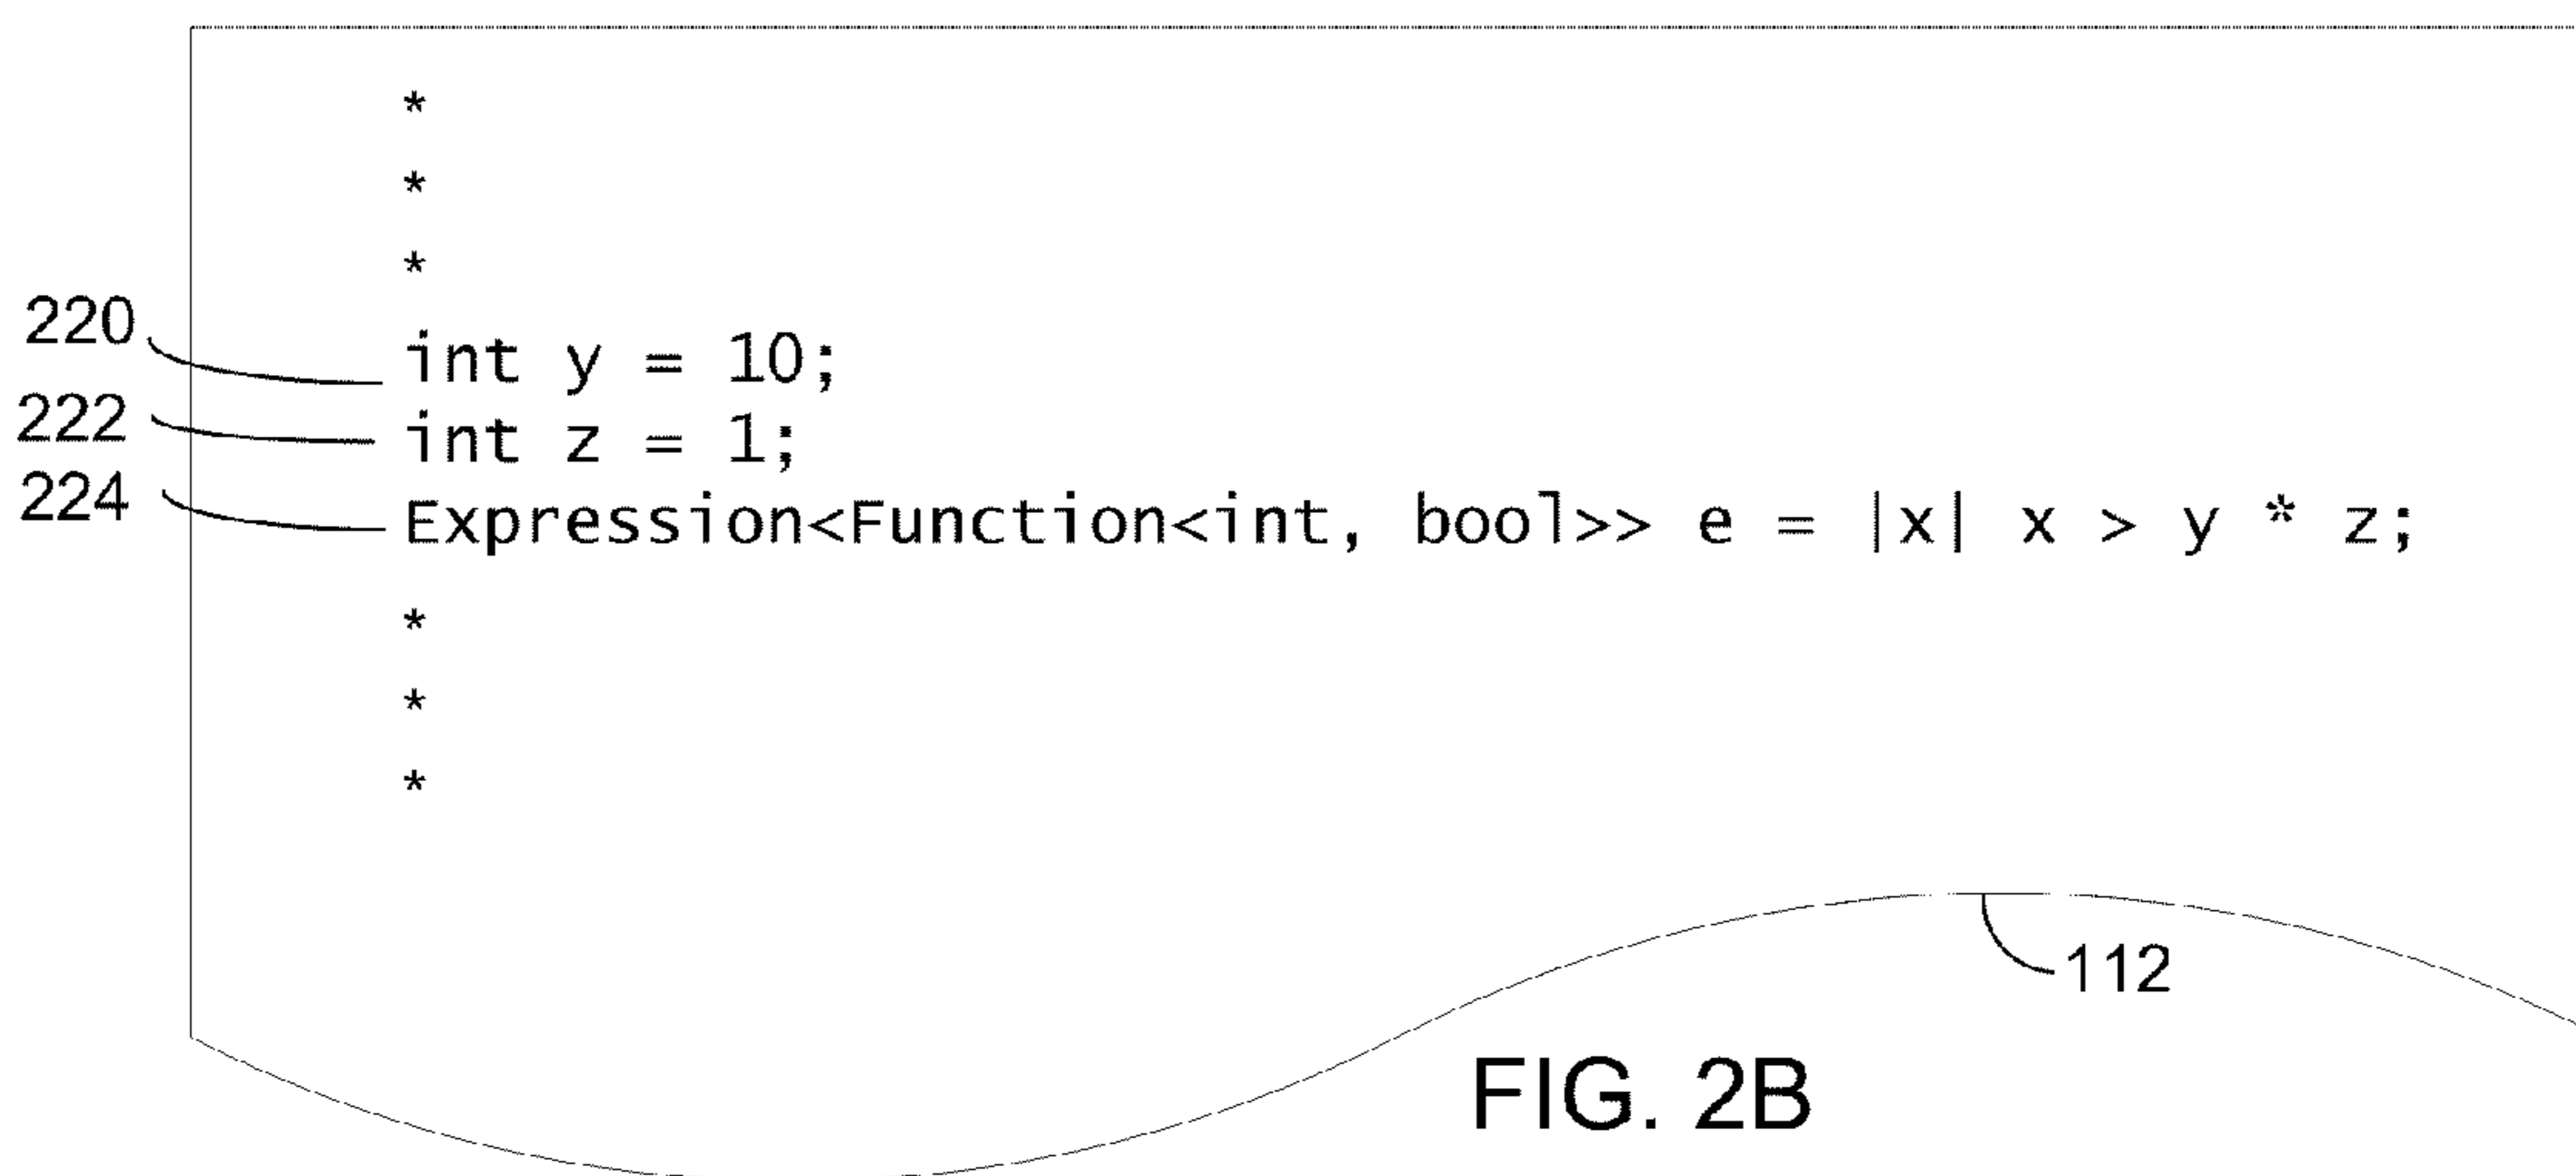 *
*
*
220 int y = 10;
222 int z = 1;
224 Expression<Function<int, bool>> e = |x| x > y * z;
*
*
*
112
FIG. 2B